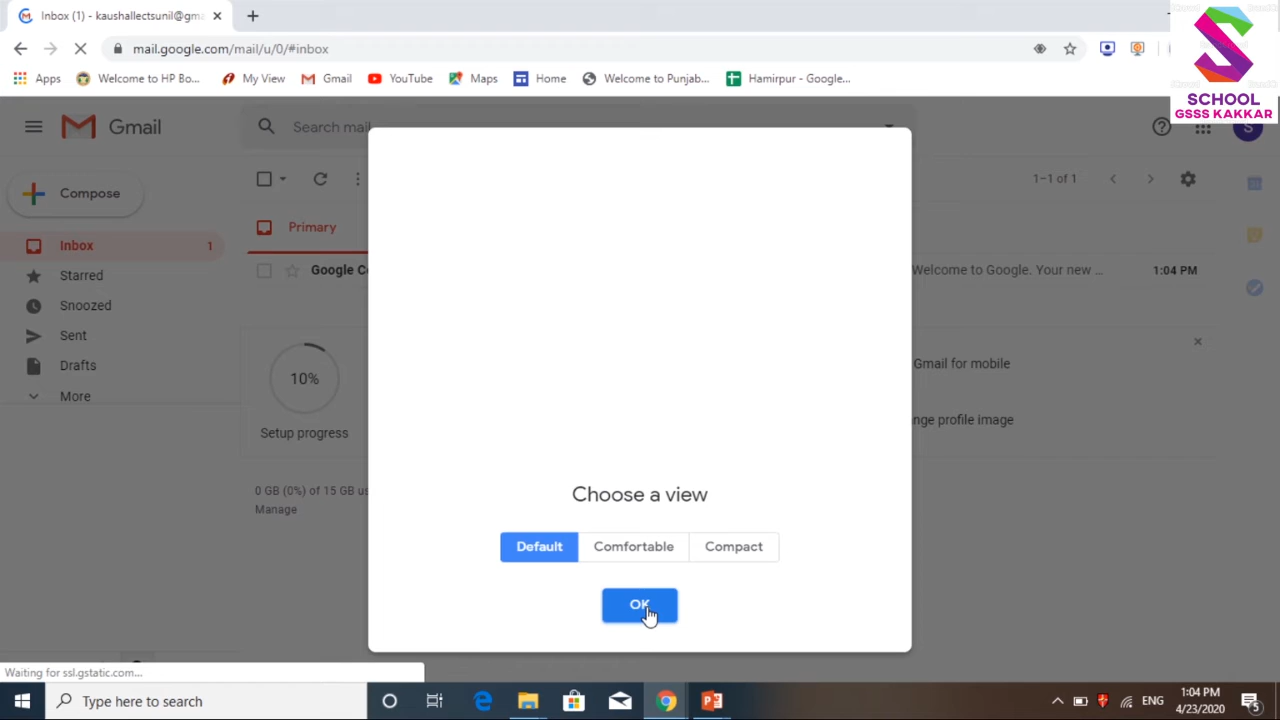 Inbox (1) - kaushallectsunil@gma
mail.google.com/mail/u/0/#inbox
Apps
Welcome to HP Bo...
My View
Gmail
YouTube
Maps
Home
Welcome to Punjab...
Hamirpur - Google...
SCHOOL
GSSS KAKKAR
Gmail
Search mail
S
Compose
1–1 of 1
Primary
Inbox 1
Google C
Welcome to Google. Your new ...
1:04 PM
Starred
Snoozed
Sent
Drafts
More
10%
Setup progress
Gmail for mobile
nge profile image
0 GB (0%) of 15 GB us
Manage
Choose a view
Default
Comfortable
Compact
OK
Waiting for ssl.gstatic.com...
Type here to search
ENG
1:04 PM
4/23/2020
5